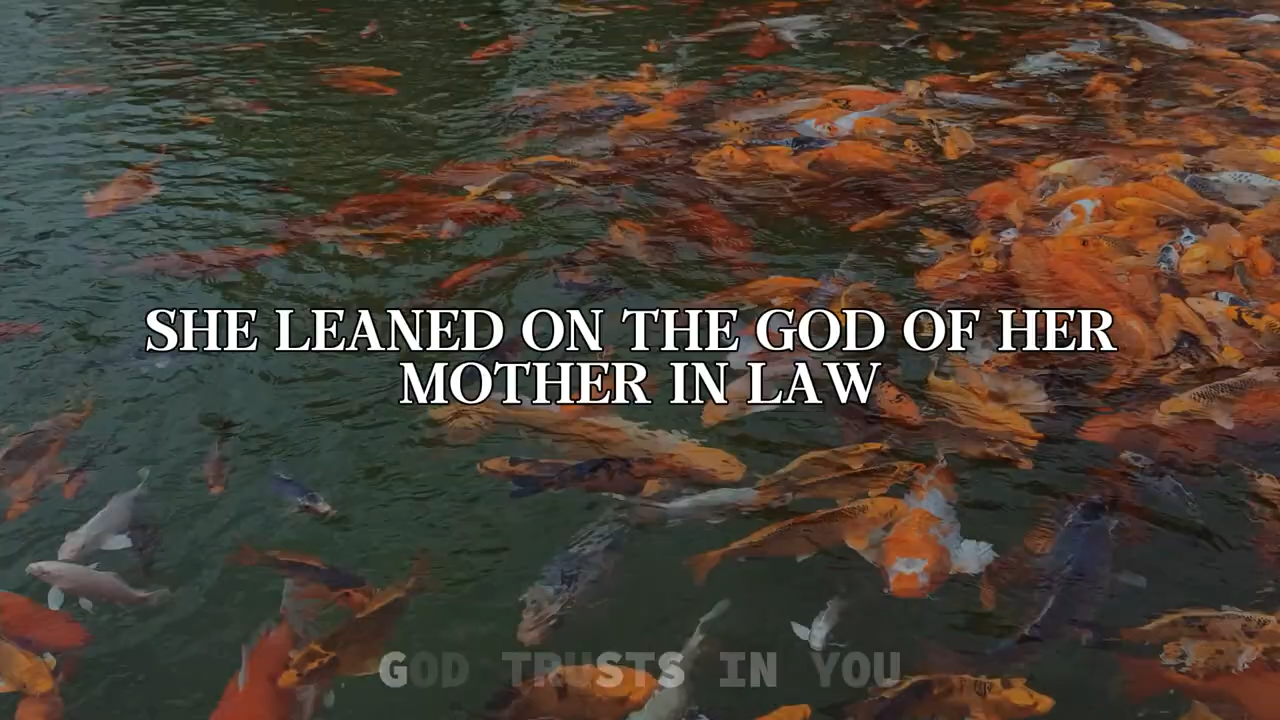 SHE LEANED ON THE GOD OF HER
MOTHER IN LAW
GOD TRUSTS IN YOU